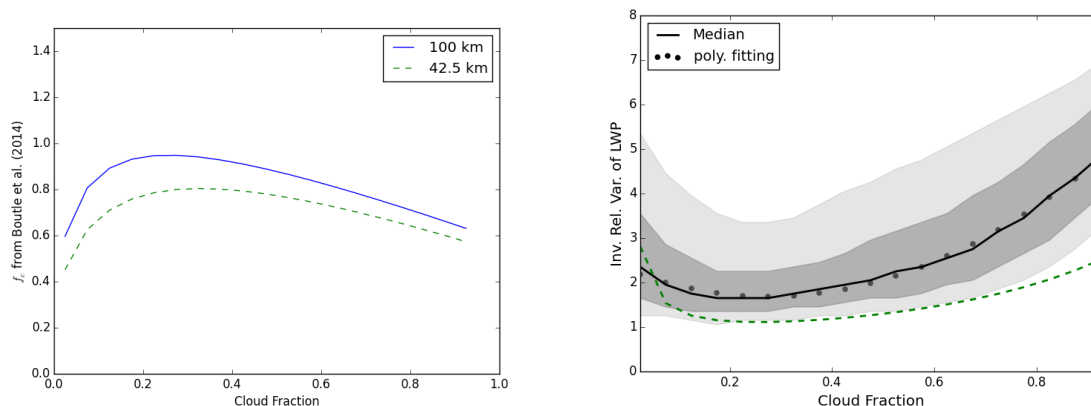 1.4
1.2
1.0
0.8
0.6
0.4
0.2
0.0
f_c from Boutle et al. (2014)
100 km
42.5 km
0.0 0.2 0.4 0.6 0.8 1.0
Cloud Fraction
8
7
6
5
4
3
2
1
0
Inv. Rel. Var. of LWP
Median
poly. fitting
0.2 0.4 0.6 0.8
Cloud Fraction